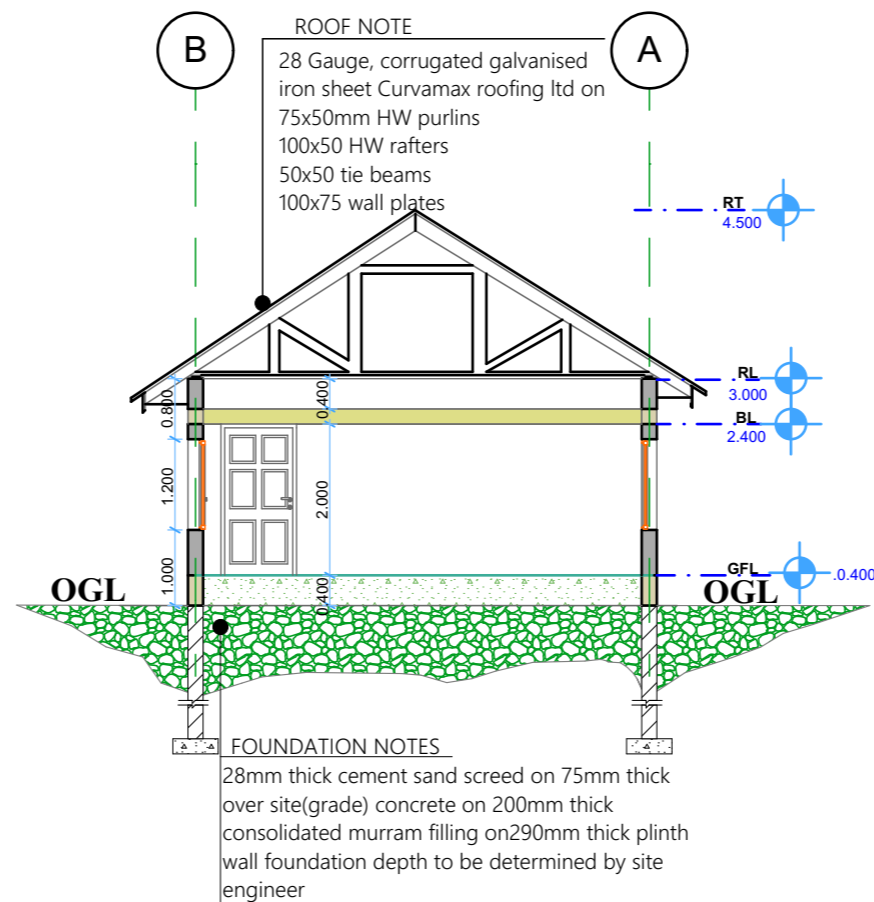 B
A
ROOF NOTE
28 Gauge, corrugated galvanised
iron sheet Curvamax roofing ltd on
75x50mm HW purlins
100x50 HW rafters
50x50 tie beams
100x75 wall plates
RT
4.500
RL
3.000
BL
2.400
GFL
.0.400
0.800
1.200
1.000
0.400
2.000
0.400
OGL
OGL
FOUNDATION NOTES
28mm thick cement sand screed on 75mm thick
over site(grade) concrete on 200mm thick
consolidated murram filling on290mm thick plinth
wall foundation depth to be determined by site
engineer